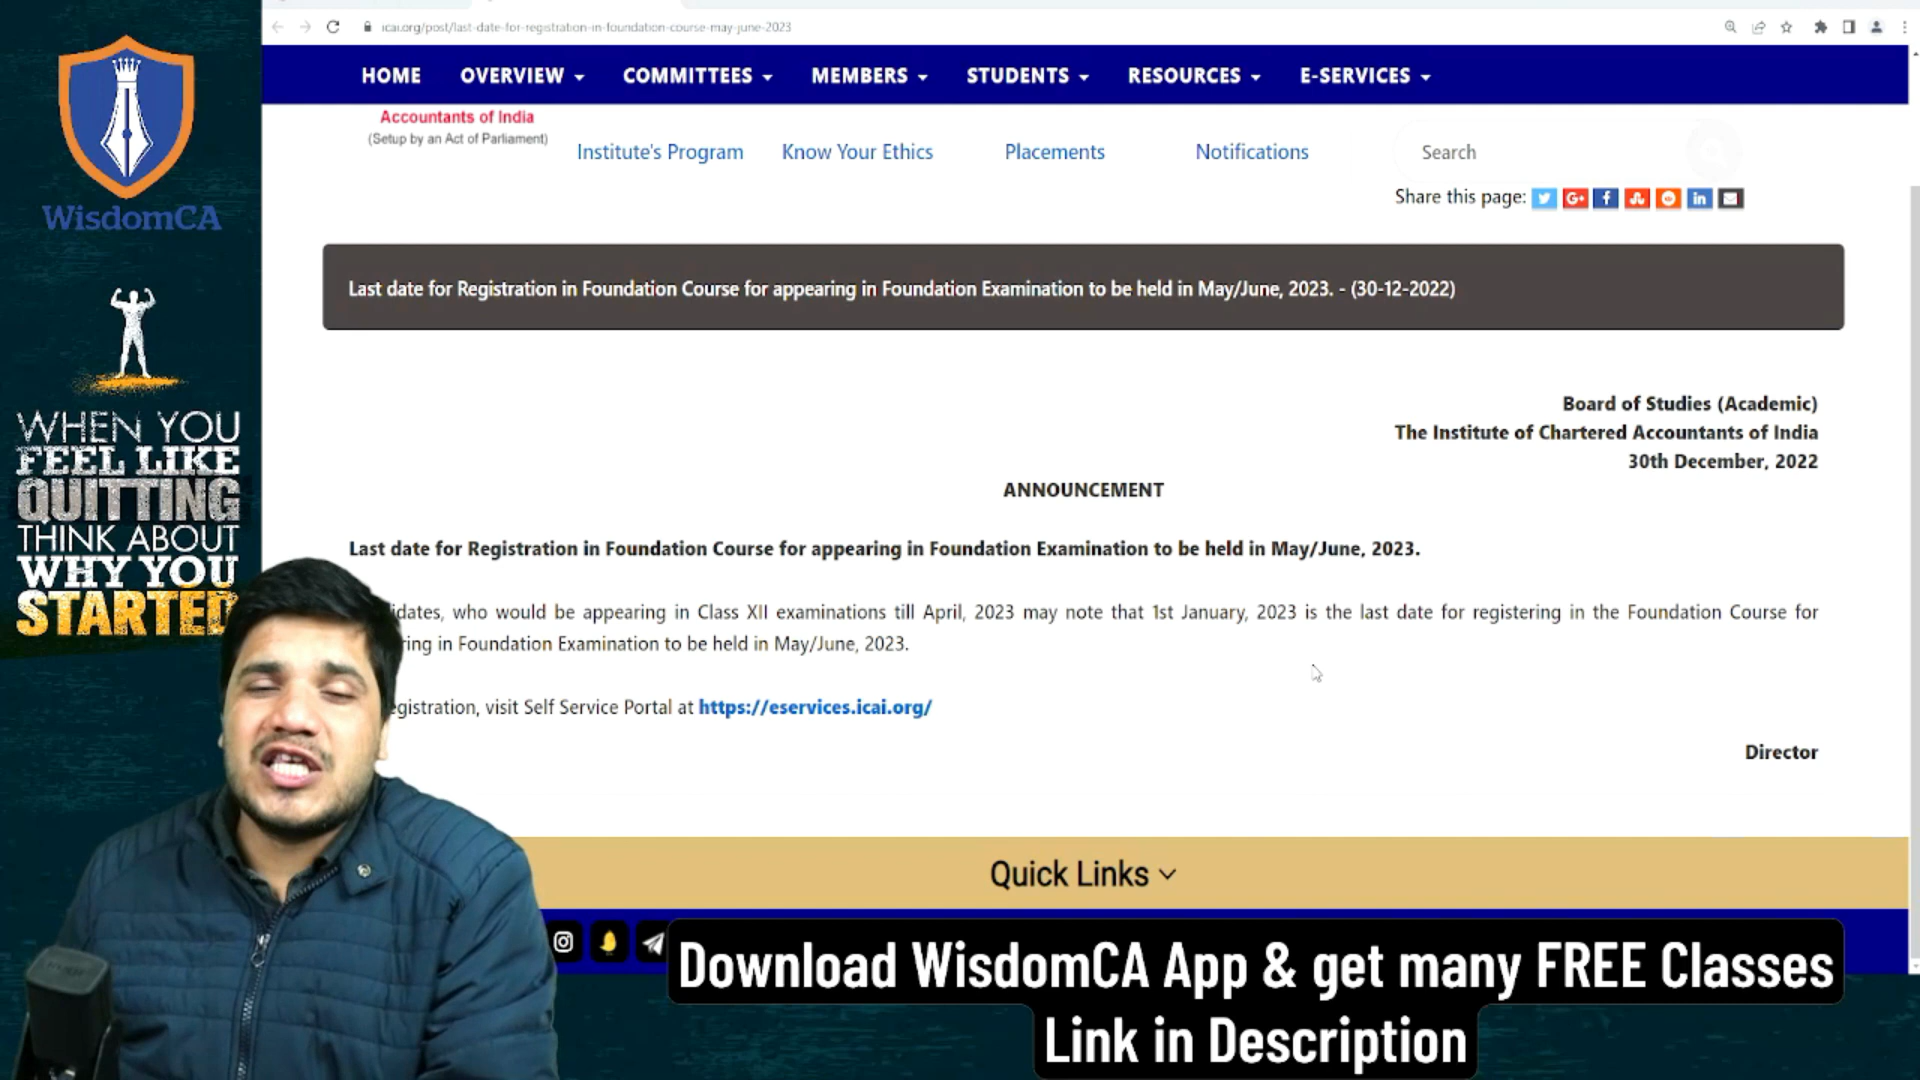 icai.org/post/last-date-for-registration-in-foundation-course-may-june-2023
HOME OVERVIEW COMMITTEES MEMBERS STUDENTS RESOURCES E-SERVICES
Accountants of India
(Setup by an Act of Parliament)
Institute's Program Know Your Ethics Placements Notifications Search
Share this page:
Last date for Registration in Foundation Course for appearing in Foundation Examination to be held in May/June, 2023. - (30-12-2022)
Board of Studies (Academic)
The Institute of Chartered Accountants of India
30th December, 2022
ANNOUNCEMENT
Last date for Registration in Foundation Course for appearing in Foundation Examination to be held in May/June, 2023.
idates, who would be appearing in Class XII examinations till April, 2023 may note that 1st January, 2023 is the last date for registering in the Foundation Course for
ring in Foundation Examination to be held in May/June, 2023.
egistration, visit Self Service Portal at https://eservices.icai.org/
Director
Quick Links
WisdomCA
WHEN YOU
FEEL LIKE
QUITTING
THINK ABOUT
WHY YOU
STARTED
Download WisdomCA App & get many FREE Classes
Link in Description